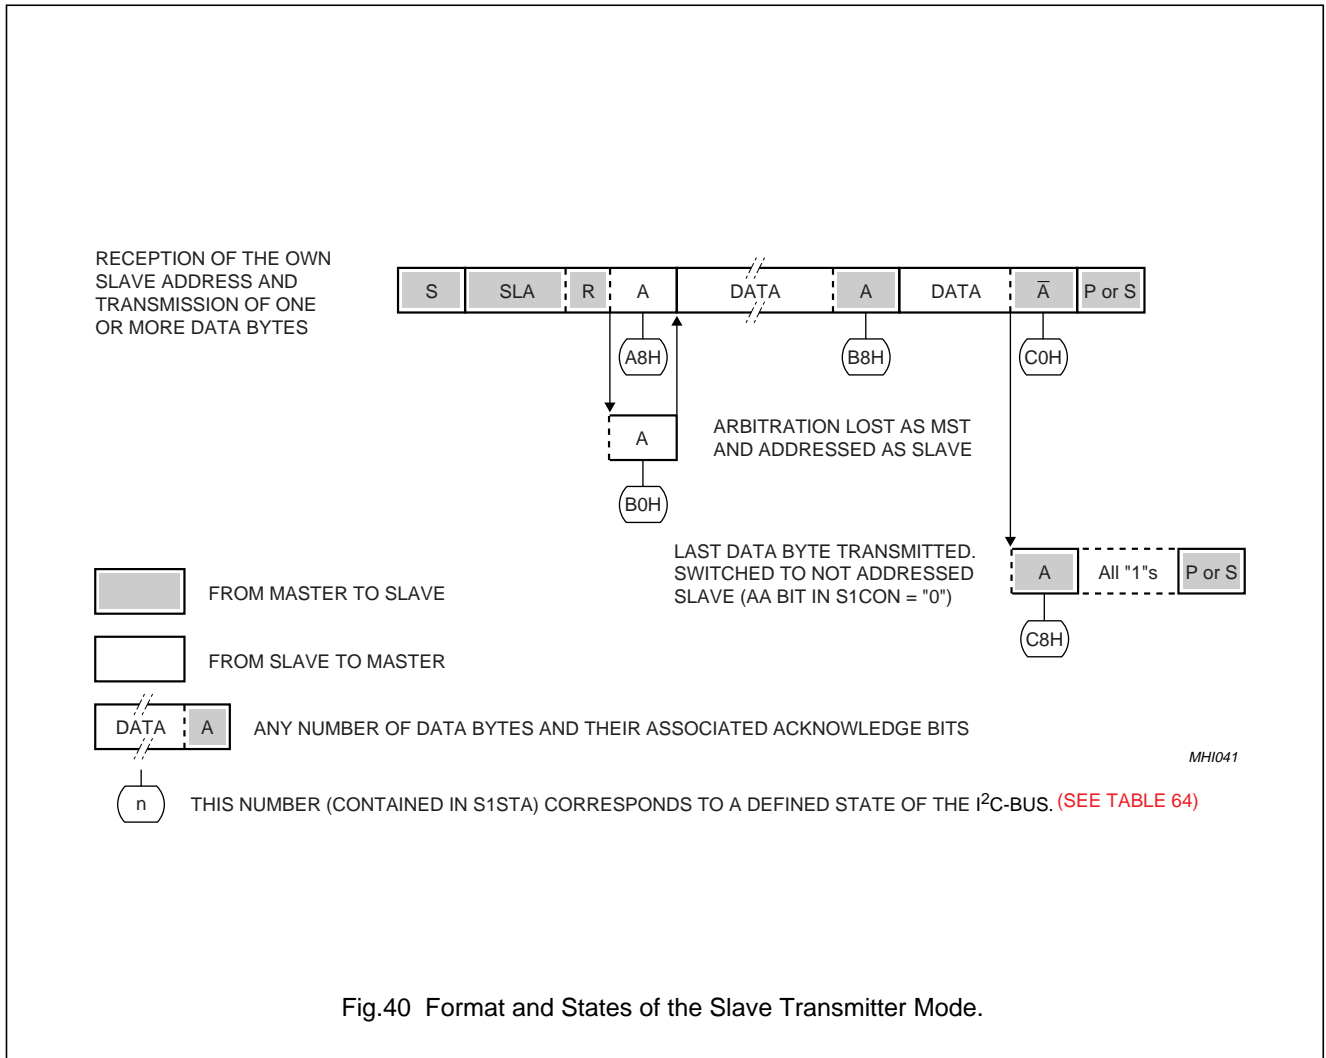 RECEPTION OF THE OWN
SLAVE ADDRESS AND
TRANSMISSION OF ONE
OR MORE DATA BYTES
S SLA R A DATA A DATA A̅ P or S
A8H B8H C0H
A
ARBITRATION LOST AS MST
AND ADDRESSED AS SLAVE
B0H
LAST DATA BYTE TRANSMITTED.
SWITCHED TO NOT ADDRESSED
SLAVE (AA BIT IN S1CON = "0")
A All "1"s P or S
C8H
FROM MASTER TO SLAVE
FROM SLAVE TO MASTER
DATA A ANY NUMBER OF DATA BYTES AND THEIR ASSOCIATED ACKNOWLEDGE BITS
MHI041
n THIS NUMBER (CONTAINED IN S1STA) CORRESPONDS TO A DEFINED STATE OF THE I²C-BUS. (SEE TABLE 64)
Fig.40 Format and States of the Slave Transmitter Mode.